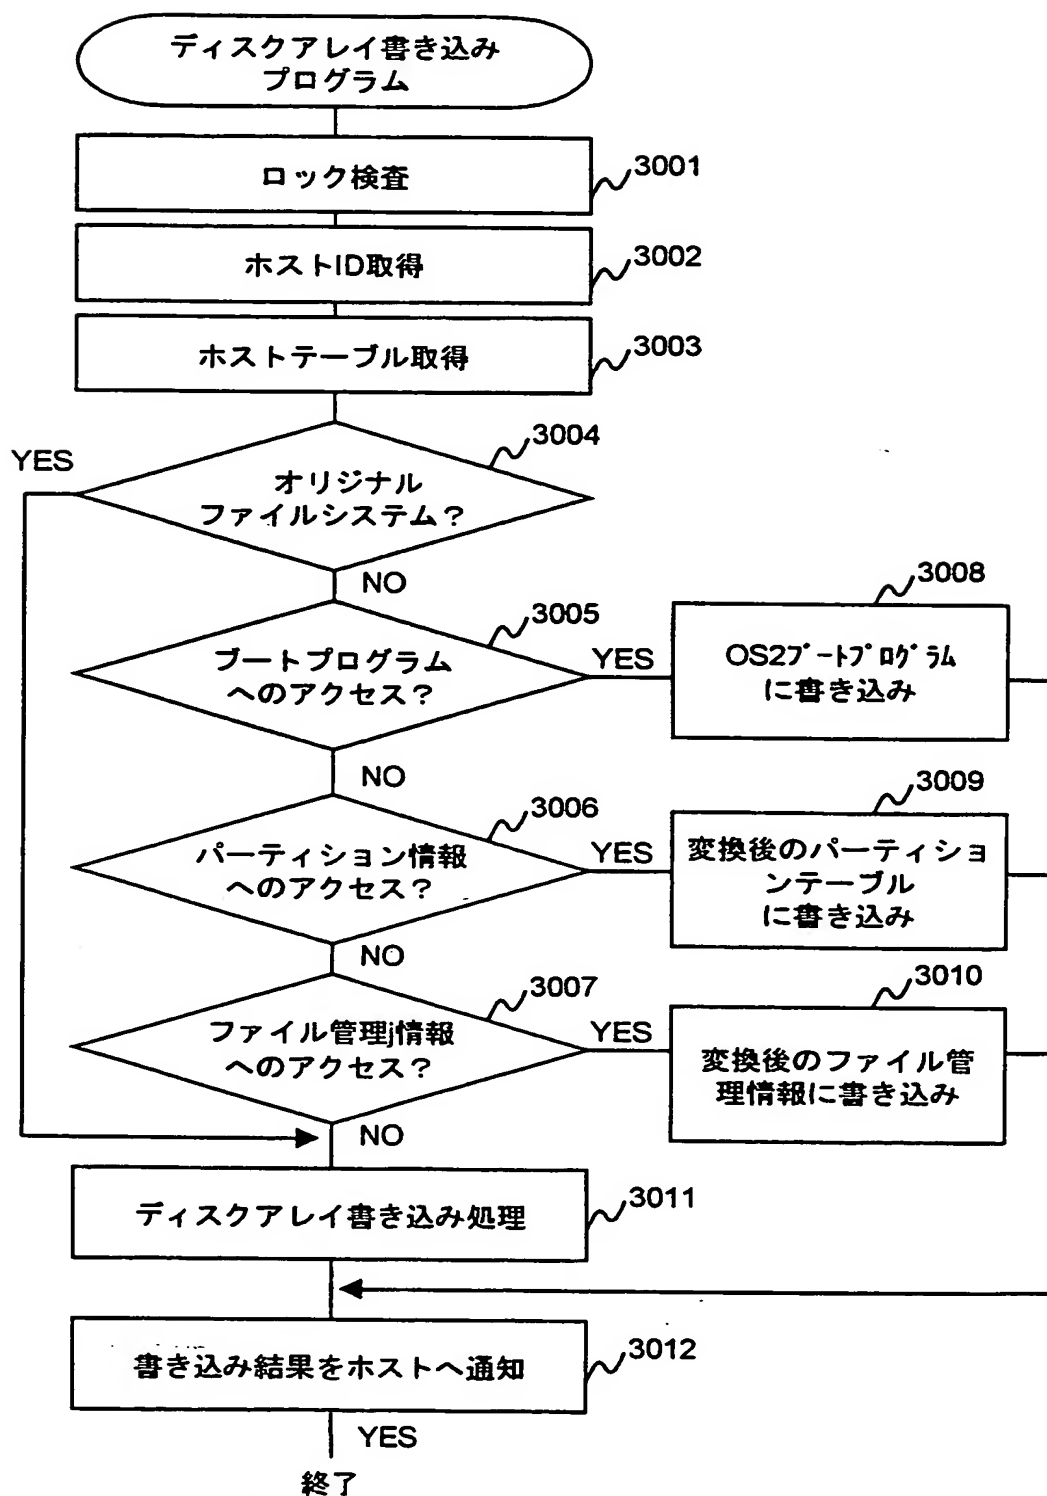 ディスクアレイ書き込み
プログラム
ロック検査
3001
ホストID取得
3002
ホストテーブル取得
3003
3004
YES
オリジナル
ファイルシステム?
NO
3005
ブートプログラム
へのアクセス?
YES
3008
OS2ブートプログラム
に書き込み
NO
3006
パーティション情報
へのアクセス?
YES
3009
変換後のパーティショ
ンテーブル
に書き込み
NO
3007
ファイル管理j情報
へのアクセス?
YES
3010
変換後のファイル管
理情報に書き込み
NO
ディスクアレイ書き込み処理
3011
書き込み結果をホストへ通知
3012
YES
終了